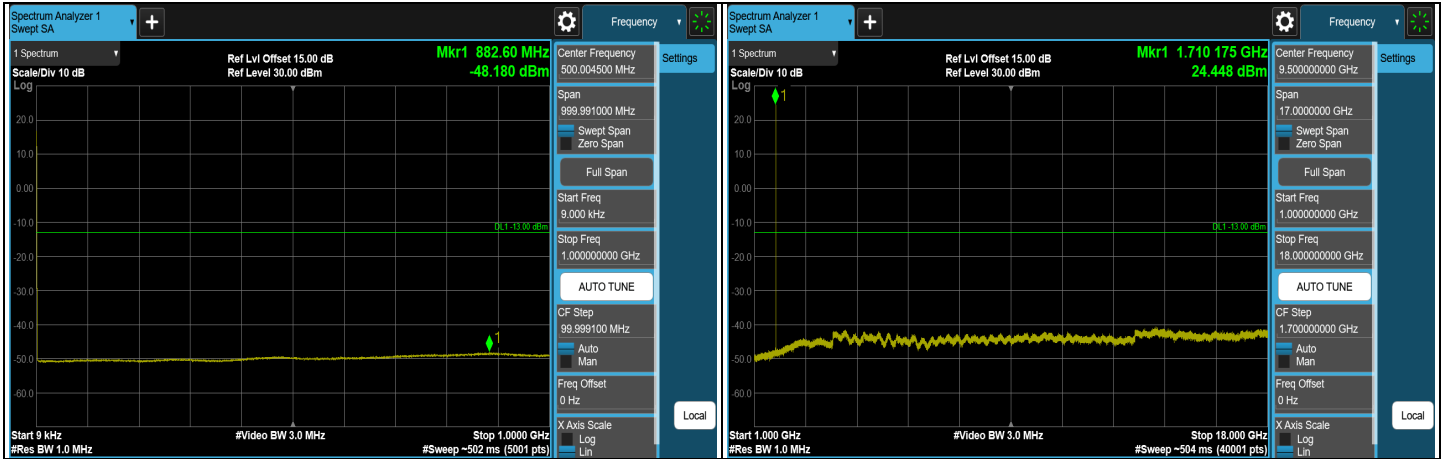 Spectrum Analyzer 1
Swept SA
+
Frequency
1 Spectrum
Ref Lvl Offset 15.00 dB
Mkr1 882.60 MHz
Scale/Div 10 dB
Ref Level 30.00 dBm
-48.180 dBm
Log
20.0
10.0
0.00
-10.0
-20.0
-30.0
-40.0
-50.0
-60.0
DL1 -13.00 dBm
1
Start 9 kHz
#Video BW 3.0 MHz
Stop 1.0000 GHz
#Res BW 1.0 MHz
#Sweep ~502 ms (5001 pts)
Center Frequency
500.004500 MHz
Settings
Span
999.991000 MHz
Swept Span
Zero Span
Full Span
Start Freq
9.000 kHz
Stop Freq
1.000000000 GHz
AUTO TUNE
CF Step
99.999100 MHz
Auto
Man
Freq Offset
0 Hz
Local
X Axis Scale
Log
Lin
Spectrum Analyzer 1
Swept SA
+
Frequency
1 Spectrum
Ref Lvl Offset 15.00 dB
Mkr1 1.710 175 GHz
Scale/Div 10 dB
Ref Level 30.00 dBm
24.448 dBm
Log
1
20.0
10.0
0.00
-10.0
-20.0
-30.0
-40.0
-50.0
-60.0
DL1 -13.00 dBm
Start 1.000 GHz
#Video BW 3.0 MHz
Stop 18.000 GHz
#Res BW 1.0 MHz
#Sweep ~504 ms (40001 pts)
Center Frequency
9.500000000 GHz
Settings
Span
17.0000000 GHz
Swept Span
Zero Span
Full Span
Start Freq
1.000000000 GHz
Stop Freq
18.000000000 GHz
AUTO TUNE
CF Step
1.700000000 GHz
Auto
Man
Freq Offset
0 Hz
Local
X Axis Scale
Log
Lin